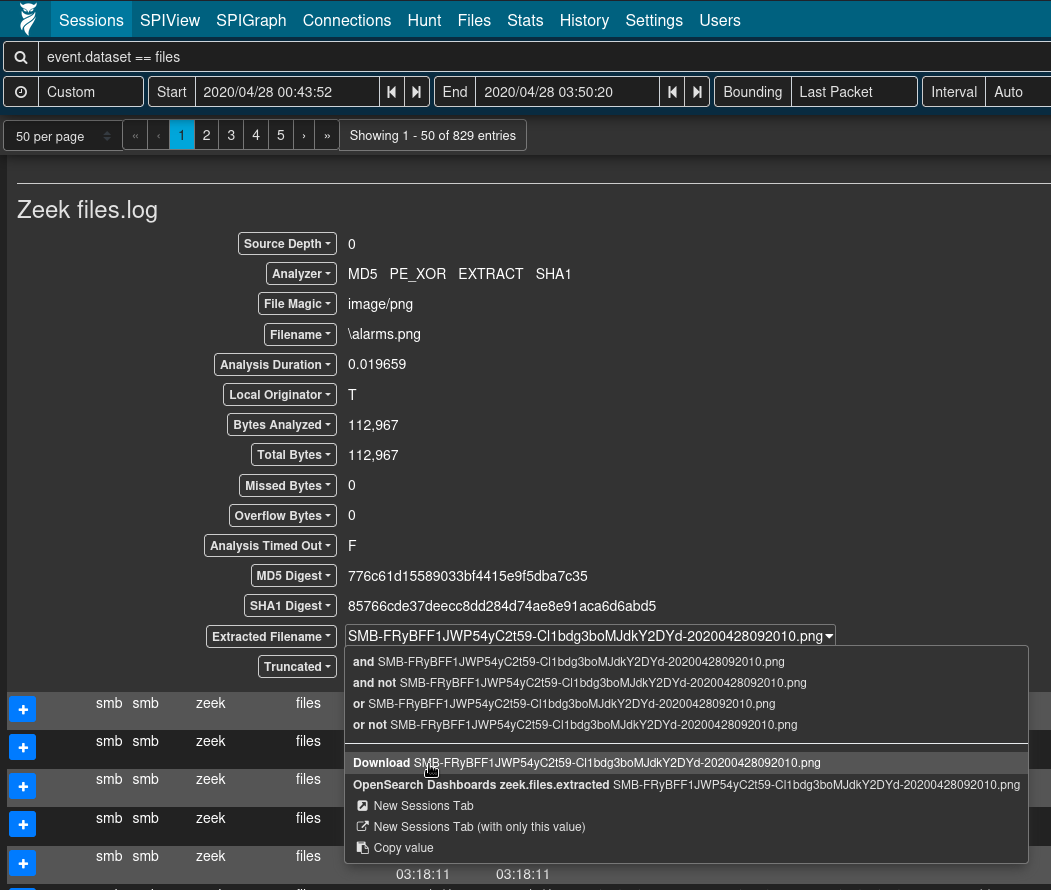 Sessions SPIView SPIGraph Connections Hunt Files Stats History Settings Users
event.dataset == files
Custom Start 2020/04/28 00:43:52 End 2020/04/28 03:50:20 Bounding Last Packet Interval Auto
50 per page « ‹ 1 2 3 4 5 › » Showing 1 - 50 of 829 entries
Zeek files.log
Source Depth 0
Analyzer MD5 PE_XOR EXTRACT SHA1
File Magic image/png
Filename \alarms.png
Analysis Duration 0.019659
Local Originator T
Bytes Analyzed 112,967
Total Bytes 112,967
Missed Bytes 0
Overflow Bytes 0
Analysis Timed Out F
MD5 Digest 776c61d15589033bf4415e9f5dba7c35
SHA1 Digest 85766cde37deecc8dd284d74ae8e91aca6d6abd5
Extracted Filename SMB-FRyBFF1JWP54yC2t59-Cl1bdg3boMJdkY2DYd-20200428092010.png
Truncated
and SMB-FRyBFF1JWP54yC2t59-Cl1bdg3boMJdkY2DYd-20200428092010.png
and not SMB-FRyBFF1JWP54yC2t59-Cl1bdg3boMJdkY2DYd-20200428092010.png
or SMB-FRyBFF1JWP54yC2t59-Cl1bdg3boMJdkY2DYd-20200428092010.png
or not SMB-FRyBFF1JWP54yC2t59-Cl1bdg3boMJdkY2DYd-20200428092010.png
Download SMB-FRyBFF1JWP54yC2t59-Cl1bdg3boMJdkY2DYd-20200428092010.png
OpenSearch Dashboards zeek.files.extracted SMB-FRyBFF1JWP54yC2t59-Cl1bdg3boMJdkY2DYd-20200428092010.png
New Sessions Tab
New Sessions Tab (with only this value)
Copy value
smb smb zeek files
smb smb zeek files
smb smb zeek files
smb smb zeek files
smb smb zeek files
03:18:11 03:18:11